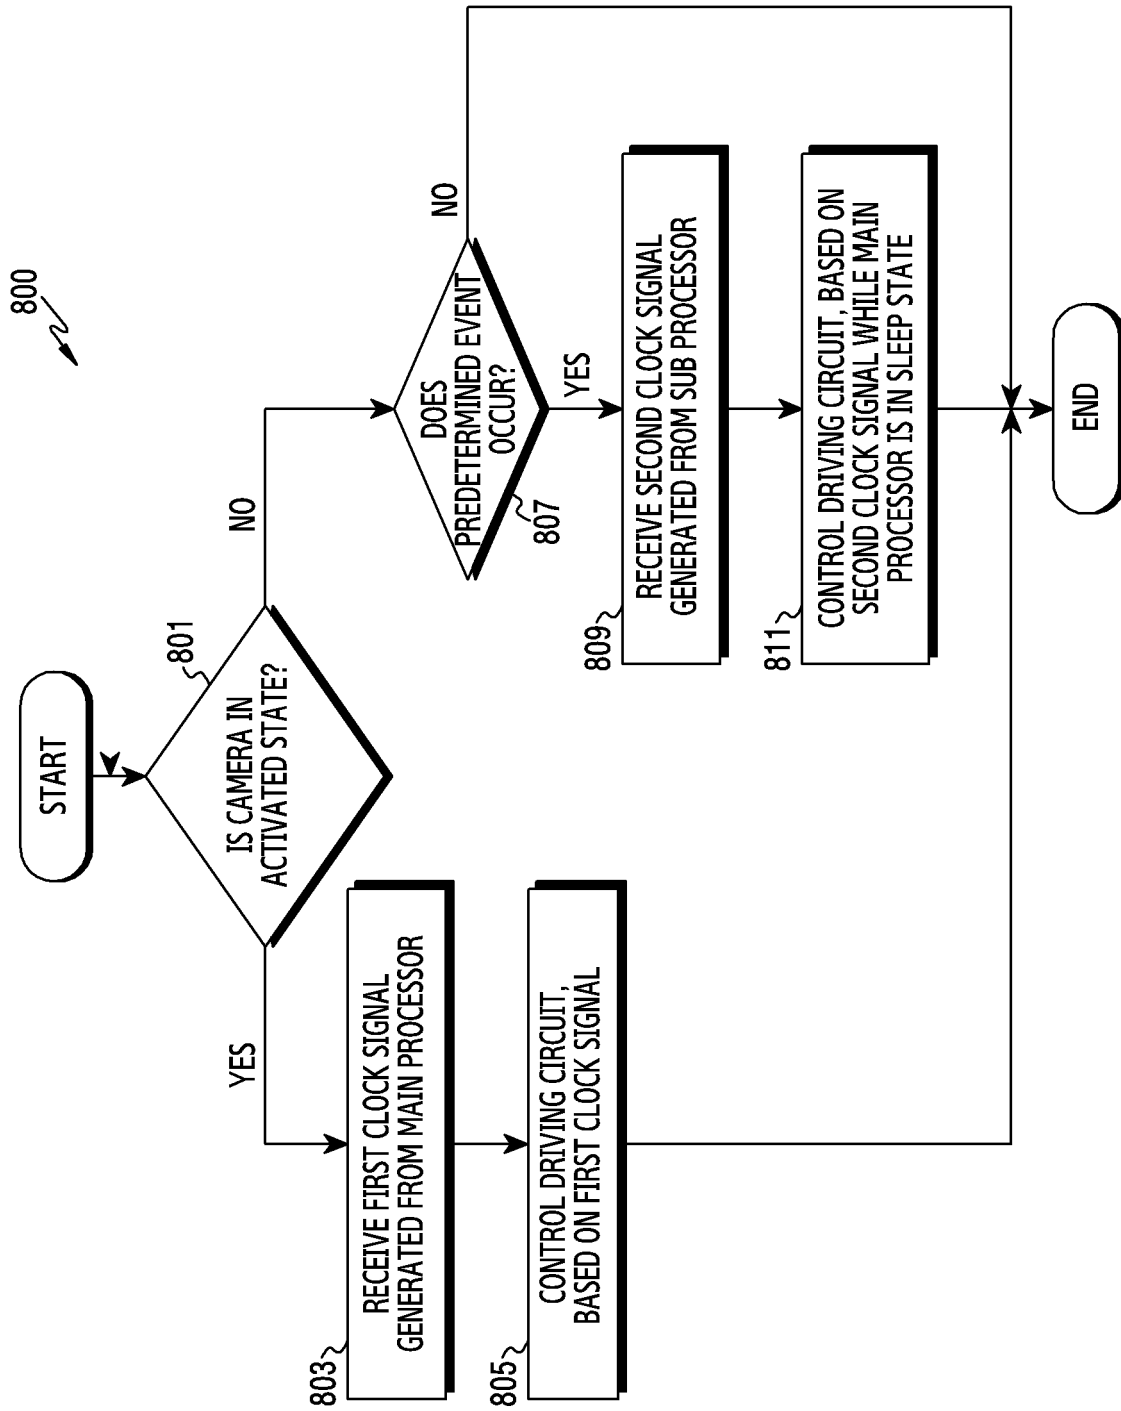 800
START
801
IS CAMERA IN
ACTIVATED STATE?
YES
NO
803
RECEIVE FIRST CLOCK SIGNAL
GENERATED FROM MAIN PROCESSOR
805
CONTROL DRIVING CIRCUIT,
BASED ON FIRST CLOCK SIGNAL
DOES
PREDETERMINED EVENT
OCCUR?
807
NO
YES
809
RECEIVE SECOND CLOCK SIGNAL
GENERATED FROM SUB PROCESSOR
811
CONTROL DRIVING CIRCUIT, BASED ON
SECOND CLOCK SIGNAL WHILE MAIN
PROCESSOR IS IN SLEEP STATE
END